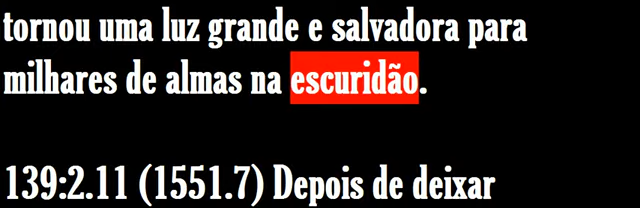 tornou uma luz grande e salvadora para
milhares de almas na escuridão.
139:2.11 (1551.7) Depois de deixar